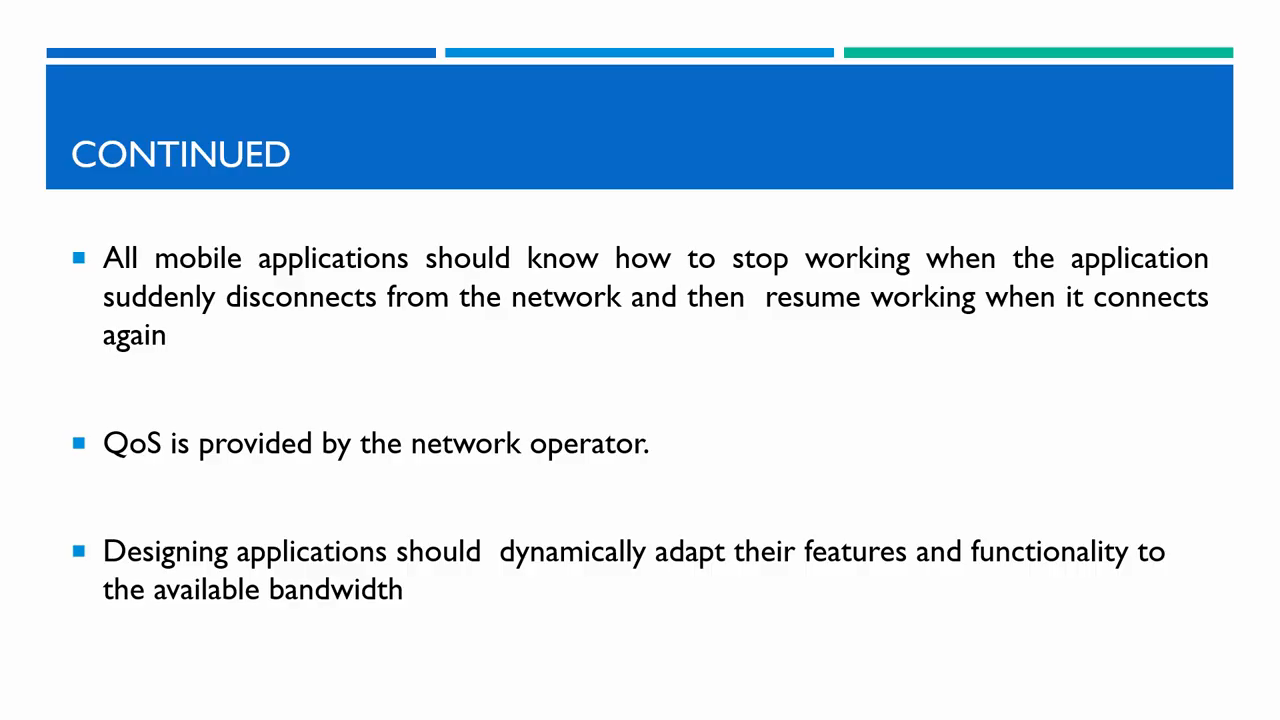 CONTINUED
All mobile applications should know how to stop working when the application
suddenly disconnects from the network and then resume working when it connects
again
QoS is provided by the network operator.
Designing applications should dynamically adapt their features and functionality to
the available bandwidth